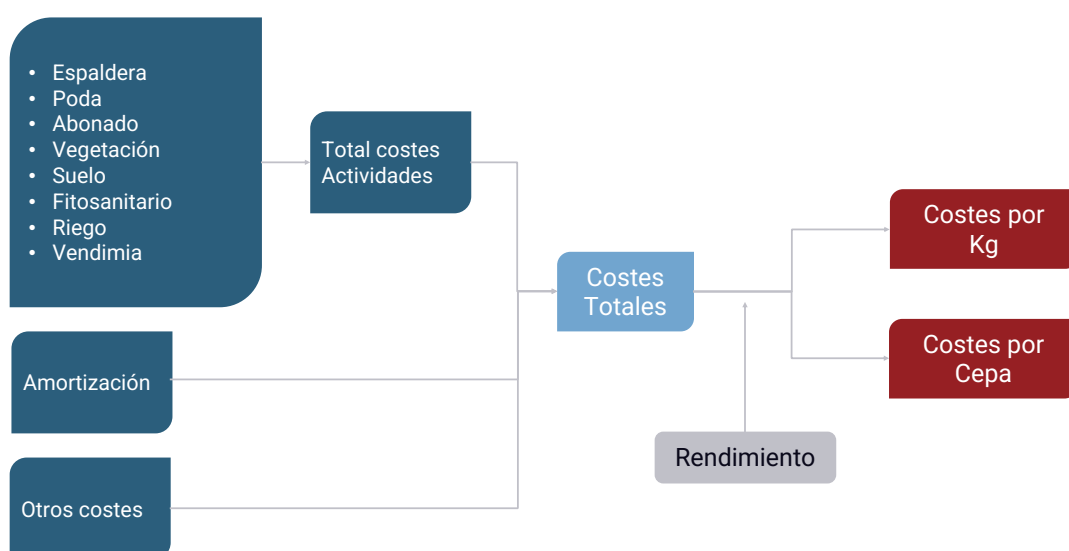 • Espaldera
• Poda
• Abonado
• Vegetación
• Suelo
• Fitosanitario
• Riego
• Vendimia
Total costes
Actividades
Amortización
Otros costes
Costes
Totales
Rendimiento
Costes por
Kg
Costes por
Cepa